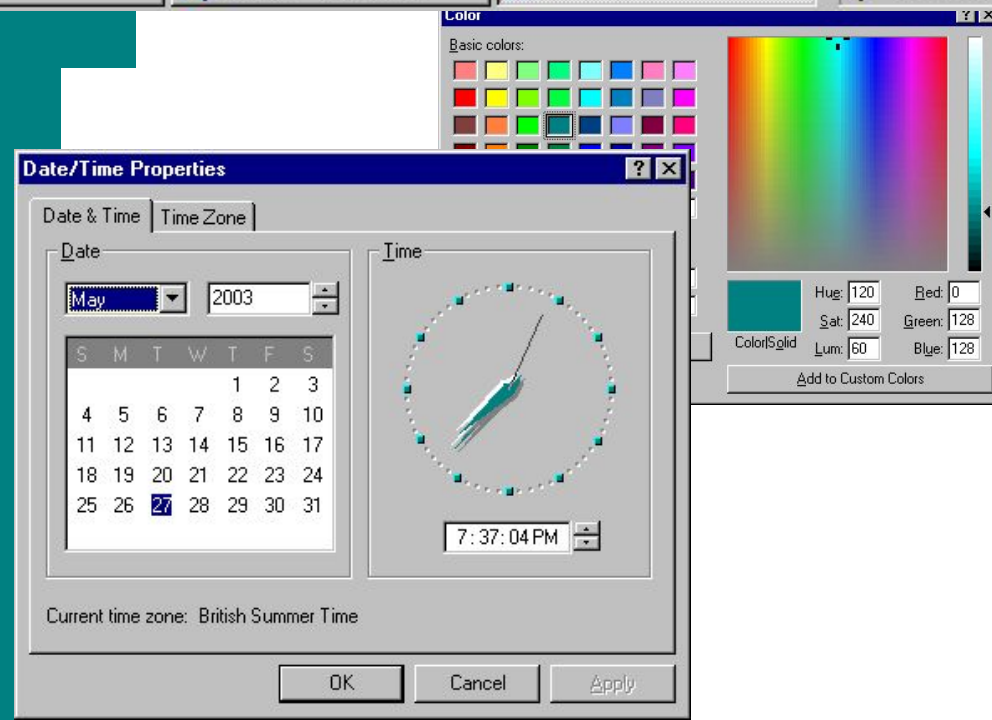 Color
Basic colors:
Hue: 120
Red: 0
Sat: 240
Green: 128
Color|Solid
Lum: 60
Blue: 128
Add to Custom Colors
Date/Time Properties
Date & Time
Time Zone
Date
May
2003
S M T W T F S
1 2 3
4 5 6 7 8 9 10
11 12 13 14 15 16 17
18 19 20 21 22 23 24
25 26 27 28 29 30 31
Time
7:37:04 PM
Current time zone: British Summer Time
OK
Cancel
Apply